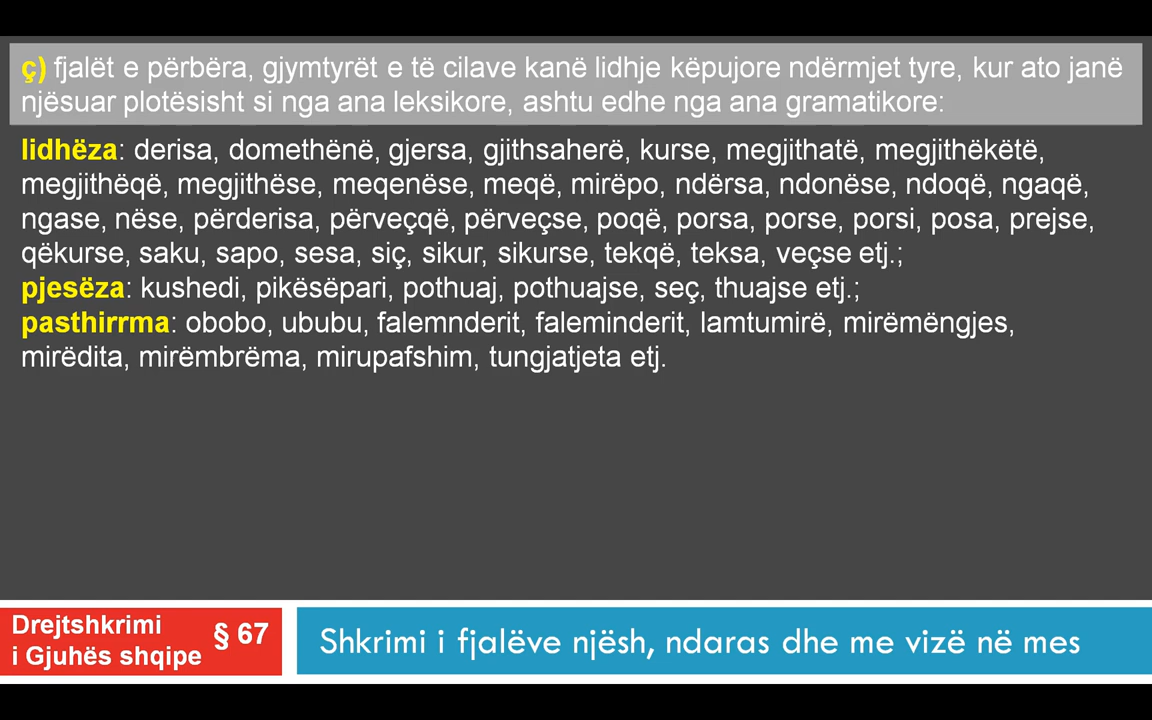 ç) fjalët e përbëra, gjymtyrët e të cilave kanë lidhje këpujore ndërmjet tyre, kur ato janë
njësuar plotësisht si nga ana leksikore, ashtu edhe nga ana gramatikore:
lidhëza: derisa, domethënë, gjersa, gjithsaherë, kurse, megjithatë, megjithëkëtë,
megjithëqë, megjithëse, meqenëse, meqë, mirëpo, ndërsa, ndonëse, ndoqë, ngaqë,
ngase, nëse, përderisa, përveçqë, përveçse, poqë, porsa, porse, porsi, posa, prejse,
qëkurse, saku, sapo, sesa, siç, sikur, sikurse, tekqë, teksa, veçse etj.;
pjesëza: kushedi, pikësëpari, pothuaj, pothuajse, seç, thuajse etj.;
pasthirrma: obobo, ububu, falemnderit, faleminderit, lamtumirë, mirëmëngjes,
mirëdita, mirëmbrëma, mirupafshim, tungjatjeta etj.
Drejtshkrimi
i Gjuhës shqipe
§ 67
Shkrimi i fjalëve njësh, ndaras dhe me vizë në mes